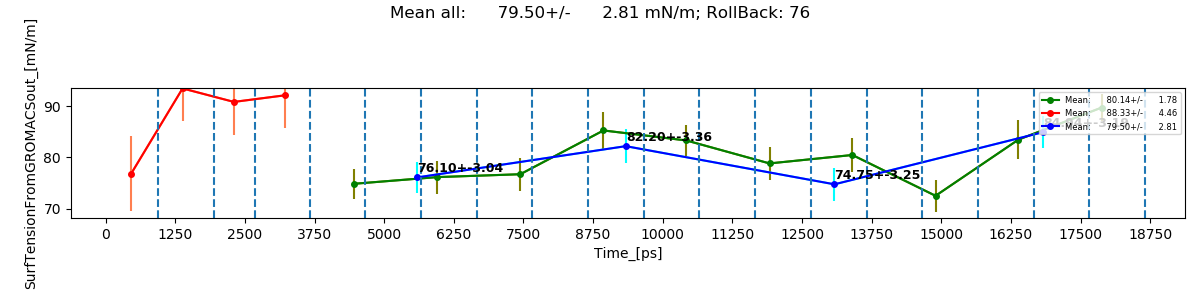 Mean all: 79.50+/- 2.81 mN/m; RollBack: 76
SurfTensionFromGROMACSout_[mN/m]
90
80
70
Mean: 80.14+/- 1.78
Mean: 88.33+/- 4.46
Mean: 79.50+/- 2.81
76.10+-3.04
82.20+-3.36
74.75+-3.25
0 1250 2500 3750 5000 6250 7500 8750 10000 11250 12500 13750 15000 16250 17500 18750
Time_[ps]